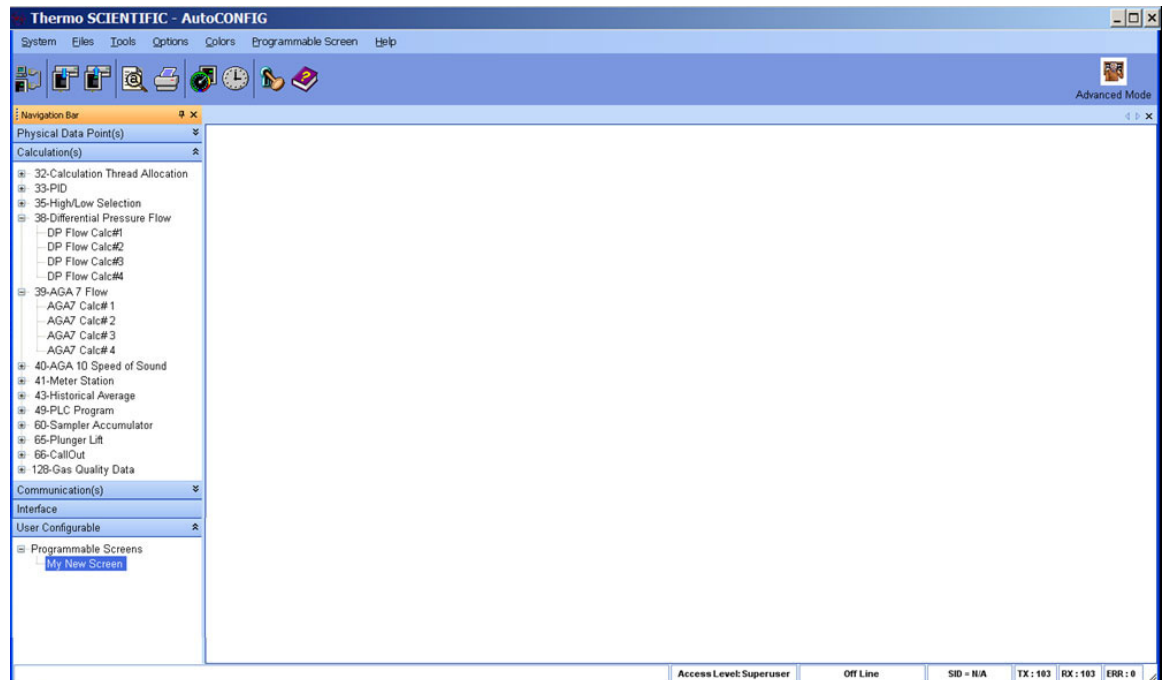 Thermo SCIENTIFIC - AutoCONFIG
System Files Tools Options Colors Programmable Screen Help
Advanced Mode
Navigation Bar
Physical Data Point(s)
Calculation(s)
32-Calculation Thread Allocation
33-PID
35-High/Low Selection
38-Differential Pressure Flow
DP Flow Calc#1
DP Flow Calc#2
DP Flow Calc#3
DP Flow Calc#4
39-AGA 7 Flow
AGA7 Calc# 1
AGA7 Calc# 2
AGA7 Calc# 3
AGA7 Calc# 4
40-AGA 10 Speed of Sound
41-Meter Station
43-Historical Average
49-PLC Program
60-Sampler Accumulator
65-Plunger Lift
66-CallOut
128-Gas Quality Data
Communication(s)
Interface
User Configurable
Programmable Screens
My New Screen
Access Level: Superuser Off Line SID = N/A TX : 103 RX : 103 ERR : 0